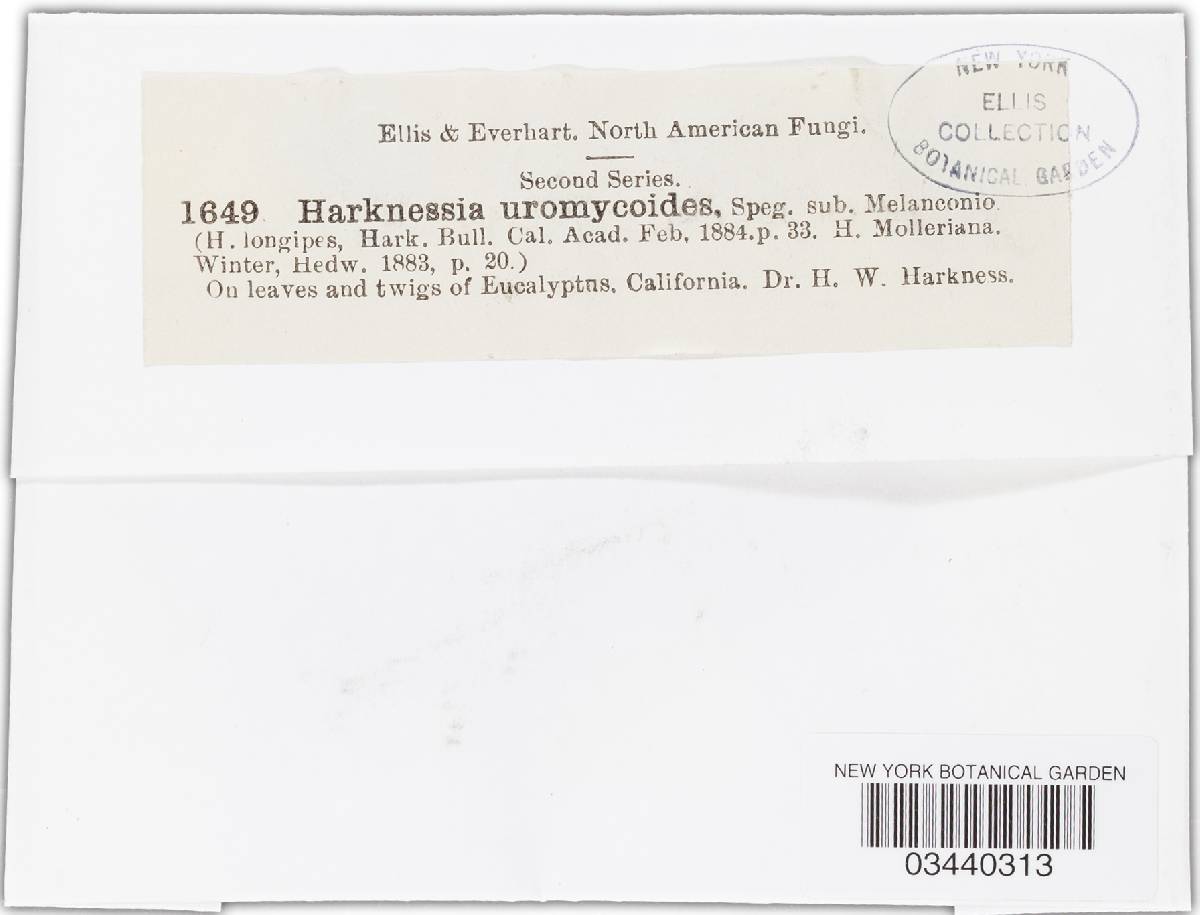 Ellis & Everhart. North American Fungi.
Second Series.
1649 Harknessia uromycoides, Speg. sub. Melanconio.
(H. longipes, Hark. Bull. Cal. Acad. Feb. 1884. p. 33. H. Molleriana.
Winter, Hedw. 1883, p. 20.)
On leaves and twigs of Eucalyptus. California. Dr. H. W. Harkness.
NEW YORK
ELLIS
COLLECTION
BOTANICAL GARDEN
NEW YORK BOTANICAL GARDEN
03440313